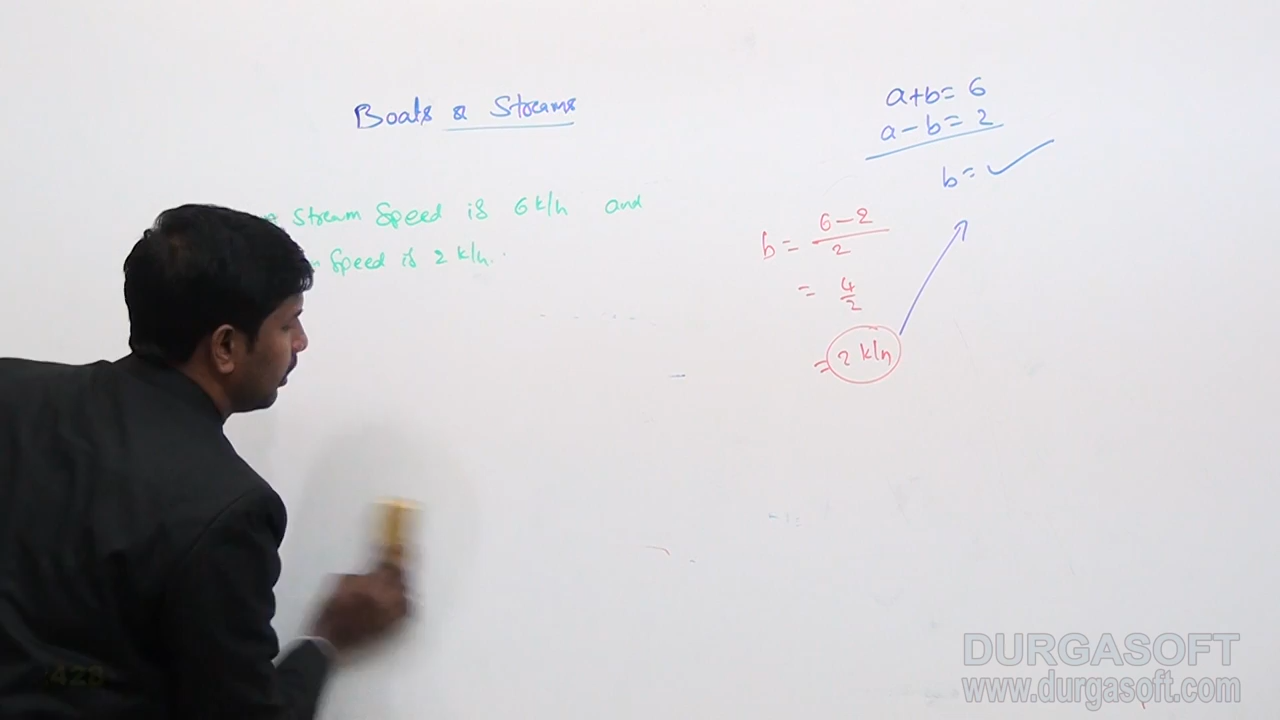 Boats & Streams
Stream Speed is 6 k/h and
Speed is 2 k/h.
a+b= 6
a-b= 2
b=
b = 6-2
2
= 4
2
= 2 k/h
DURGASOFT
www.durgasoft.com
428